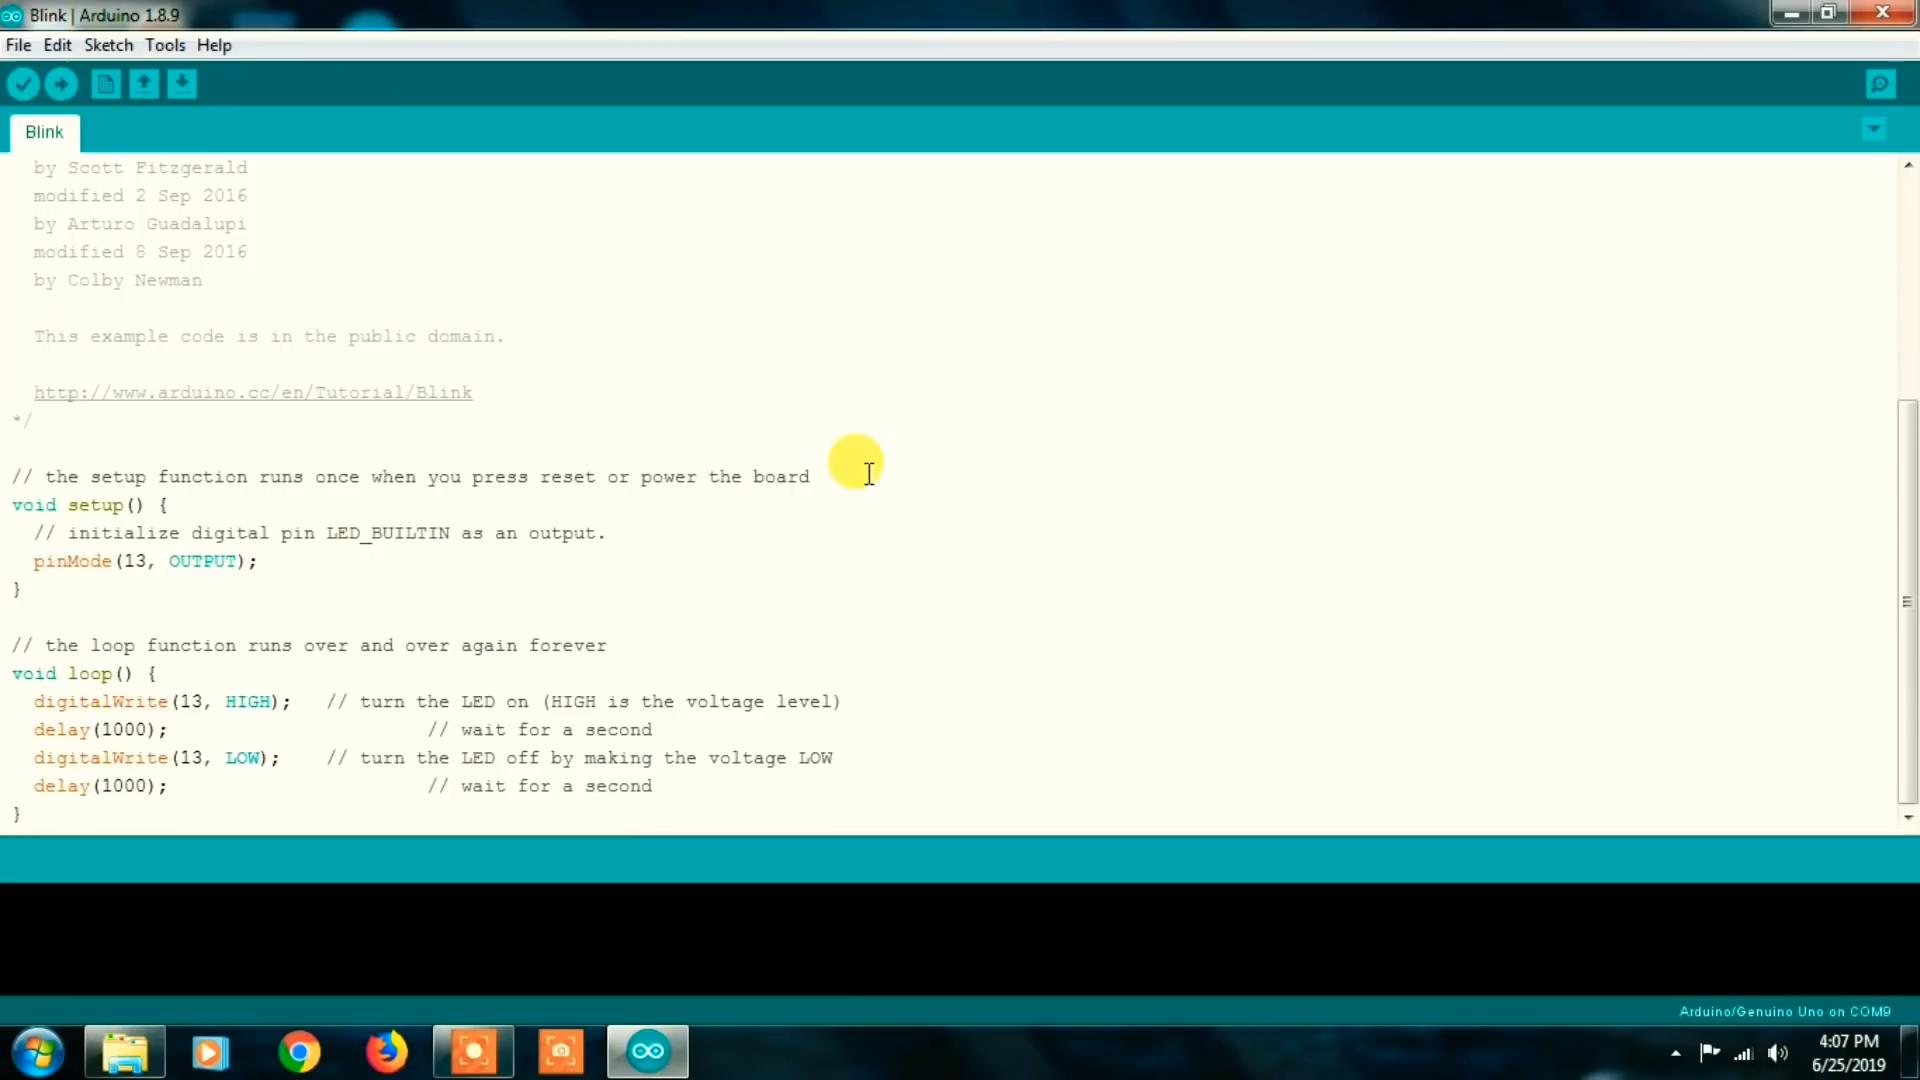 Blink | Arduino 1.8.9
File Edit Sketch Tools Help
Blink
by Scott Fitzgerald
modified 2 Sep 2016
by Arturo Guadalupi
modified 8 Sep 2016
by Colby Newman
This example code is in the public domain.
http://www.arduino.cc/en/Tutorial/Blink
*/
// the setup function runs once when you press reset or power the board
void setup() {
// initialize digital pin LED_BUILTIN as an output.
pinMode(13, OUTPUT);
}
// the loop function runs over and over again forever
void loop() {
digitalWrite(13, HIGH);   // turn the LED on (HIGH is the voltage level)
delay(1000);                       // wait for a second
digitalWrite(13, LOW);    // turn the LED off by making the voltage LOW
delay(1000);                       // wait for a second
}
Arduino/Genuino Uno on COM9
4:07 PM
6/25/2019